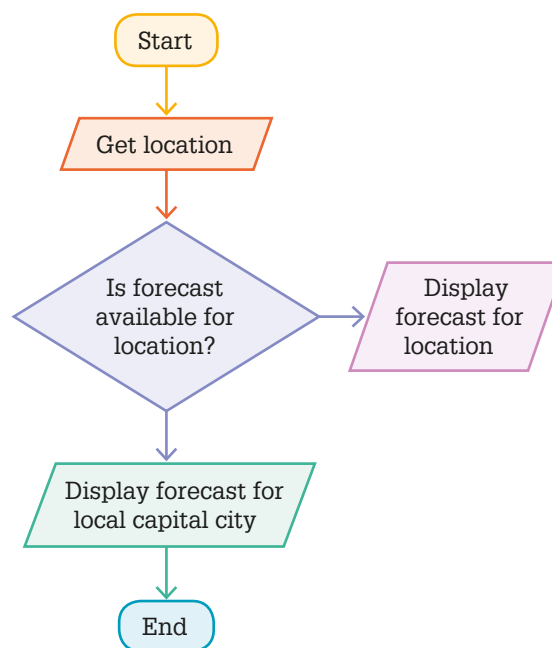 Start
Get location
Is forecast
available for
location?
Display
forecast for
location
Display forecast for
local capital city
End